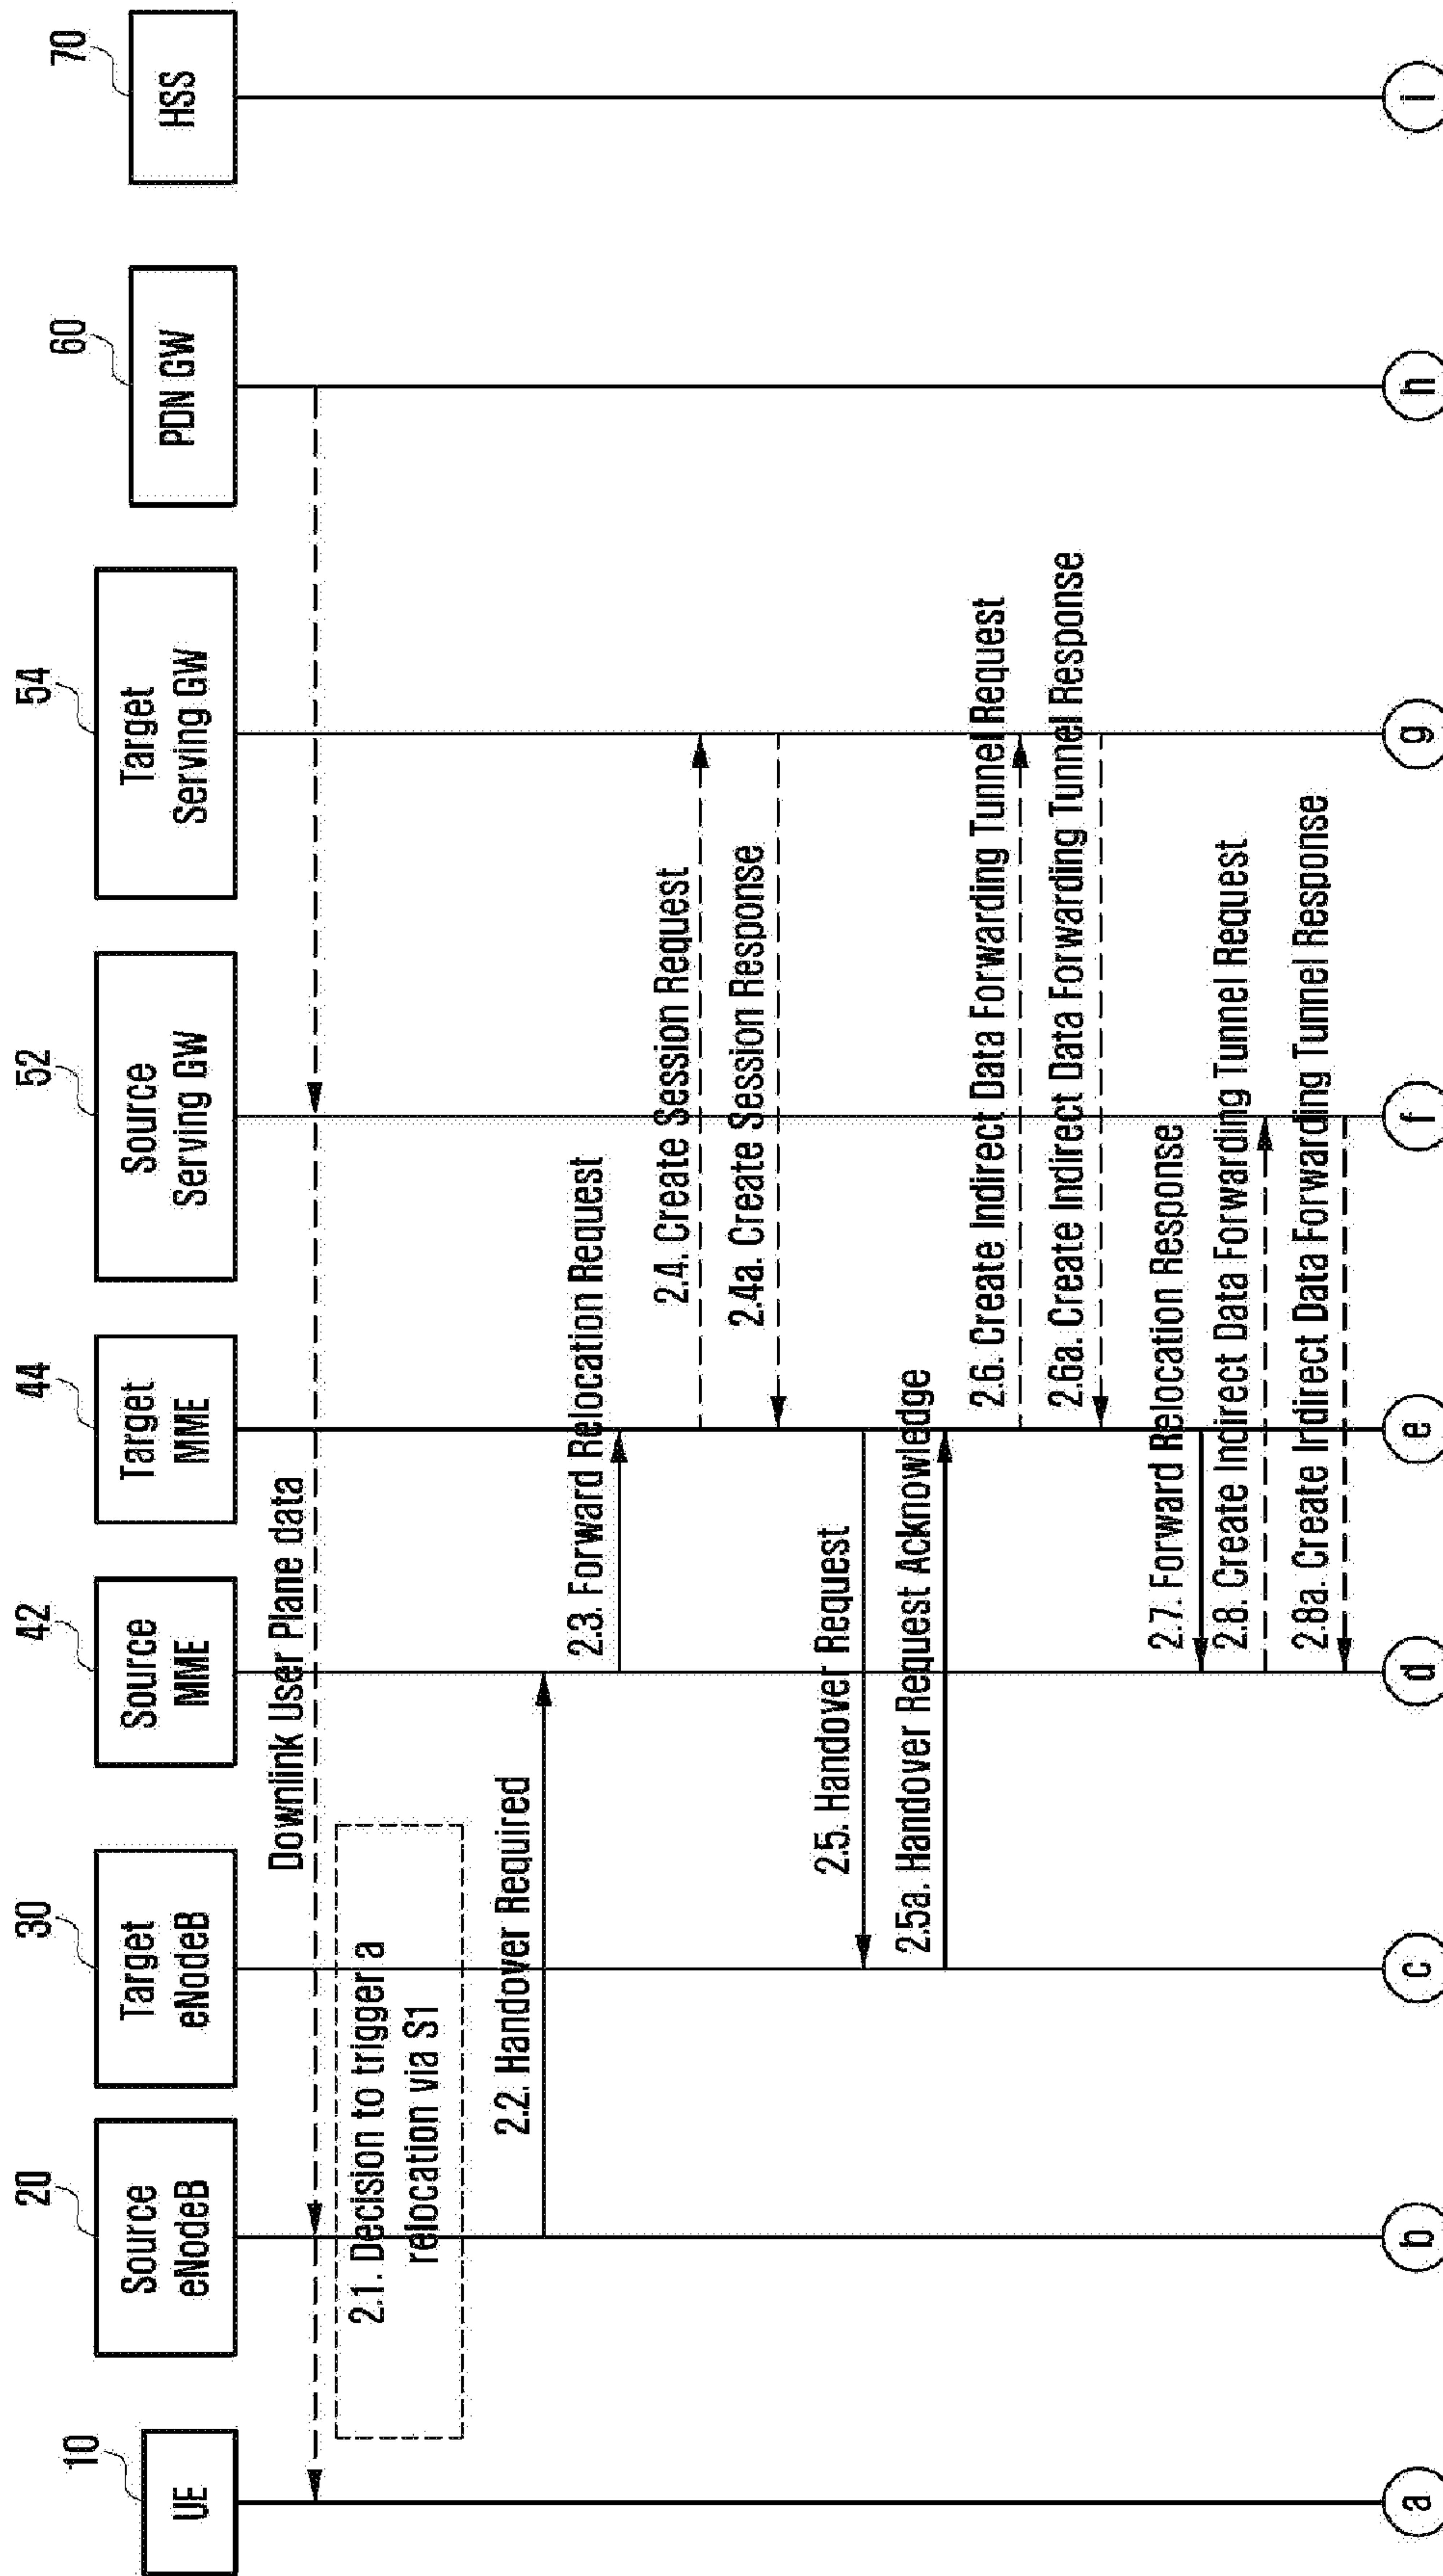 10
UE
20
Source
eNodeB
30
Target
eNodeB
42
Source
MME
44
Target
MME
52
Source
Serving GW
54
Target
Serving GW
60
PDN GW
70
HSS
Downlink User Plane data
2.1. Decision to trigger a
relocation via S1
2.2. Handover Required
2.3. Forward Relocation Request
2.4. Create Session Request
2.4a. Create Session Response
2.5. Handover Request
2.5a. Handover Request Acknowledge
2.6. Create Indirect Data Forwarding Tunnel Request
2.6a. Create Indirect Data Forwarding Tunnel Response
2.7. Forward Relocation Response
2.8. Create Indirect Data Forwarding Tunnel Request
2.8a. Create Indirect Data Forwarding Tunnel Response
a
b
c
d
e
f
g
h
i